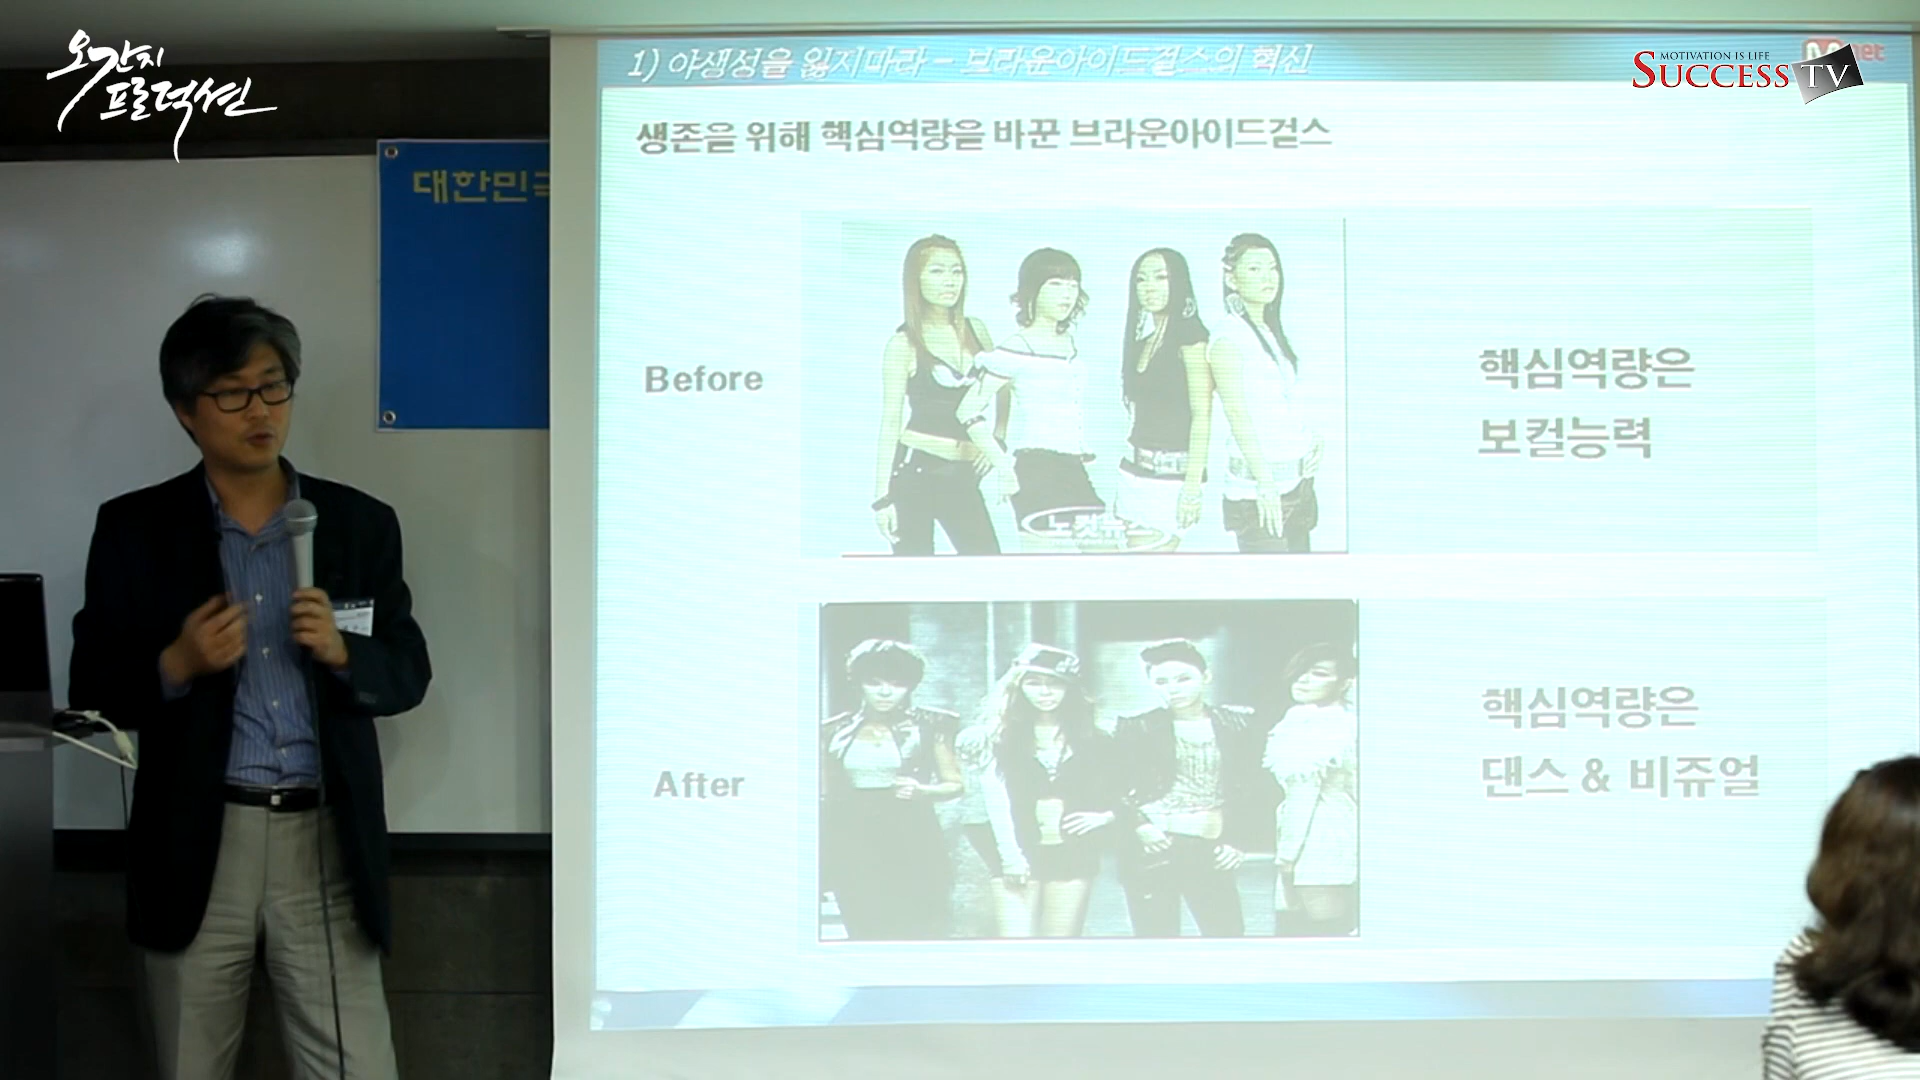 옥간지
프로덕션
MOTIVATION IS LIFE
SUCCESS TV
Mnet
1) 야생성을 잃지마라 - 브라운아이드걸스의 혁신
대한민국
생존을 위해 핵심역량을 바꾼 브라운아이드걸스
Before
핵심역량은
보컬능력
노컷뉴스
After
핵심역량은
댄스 & 비쥬얼